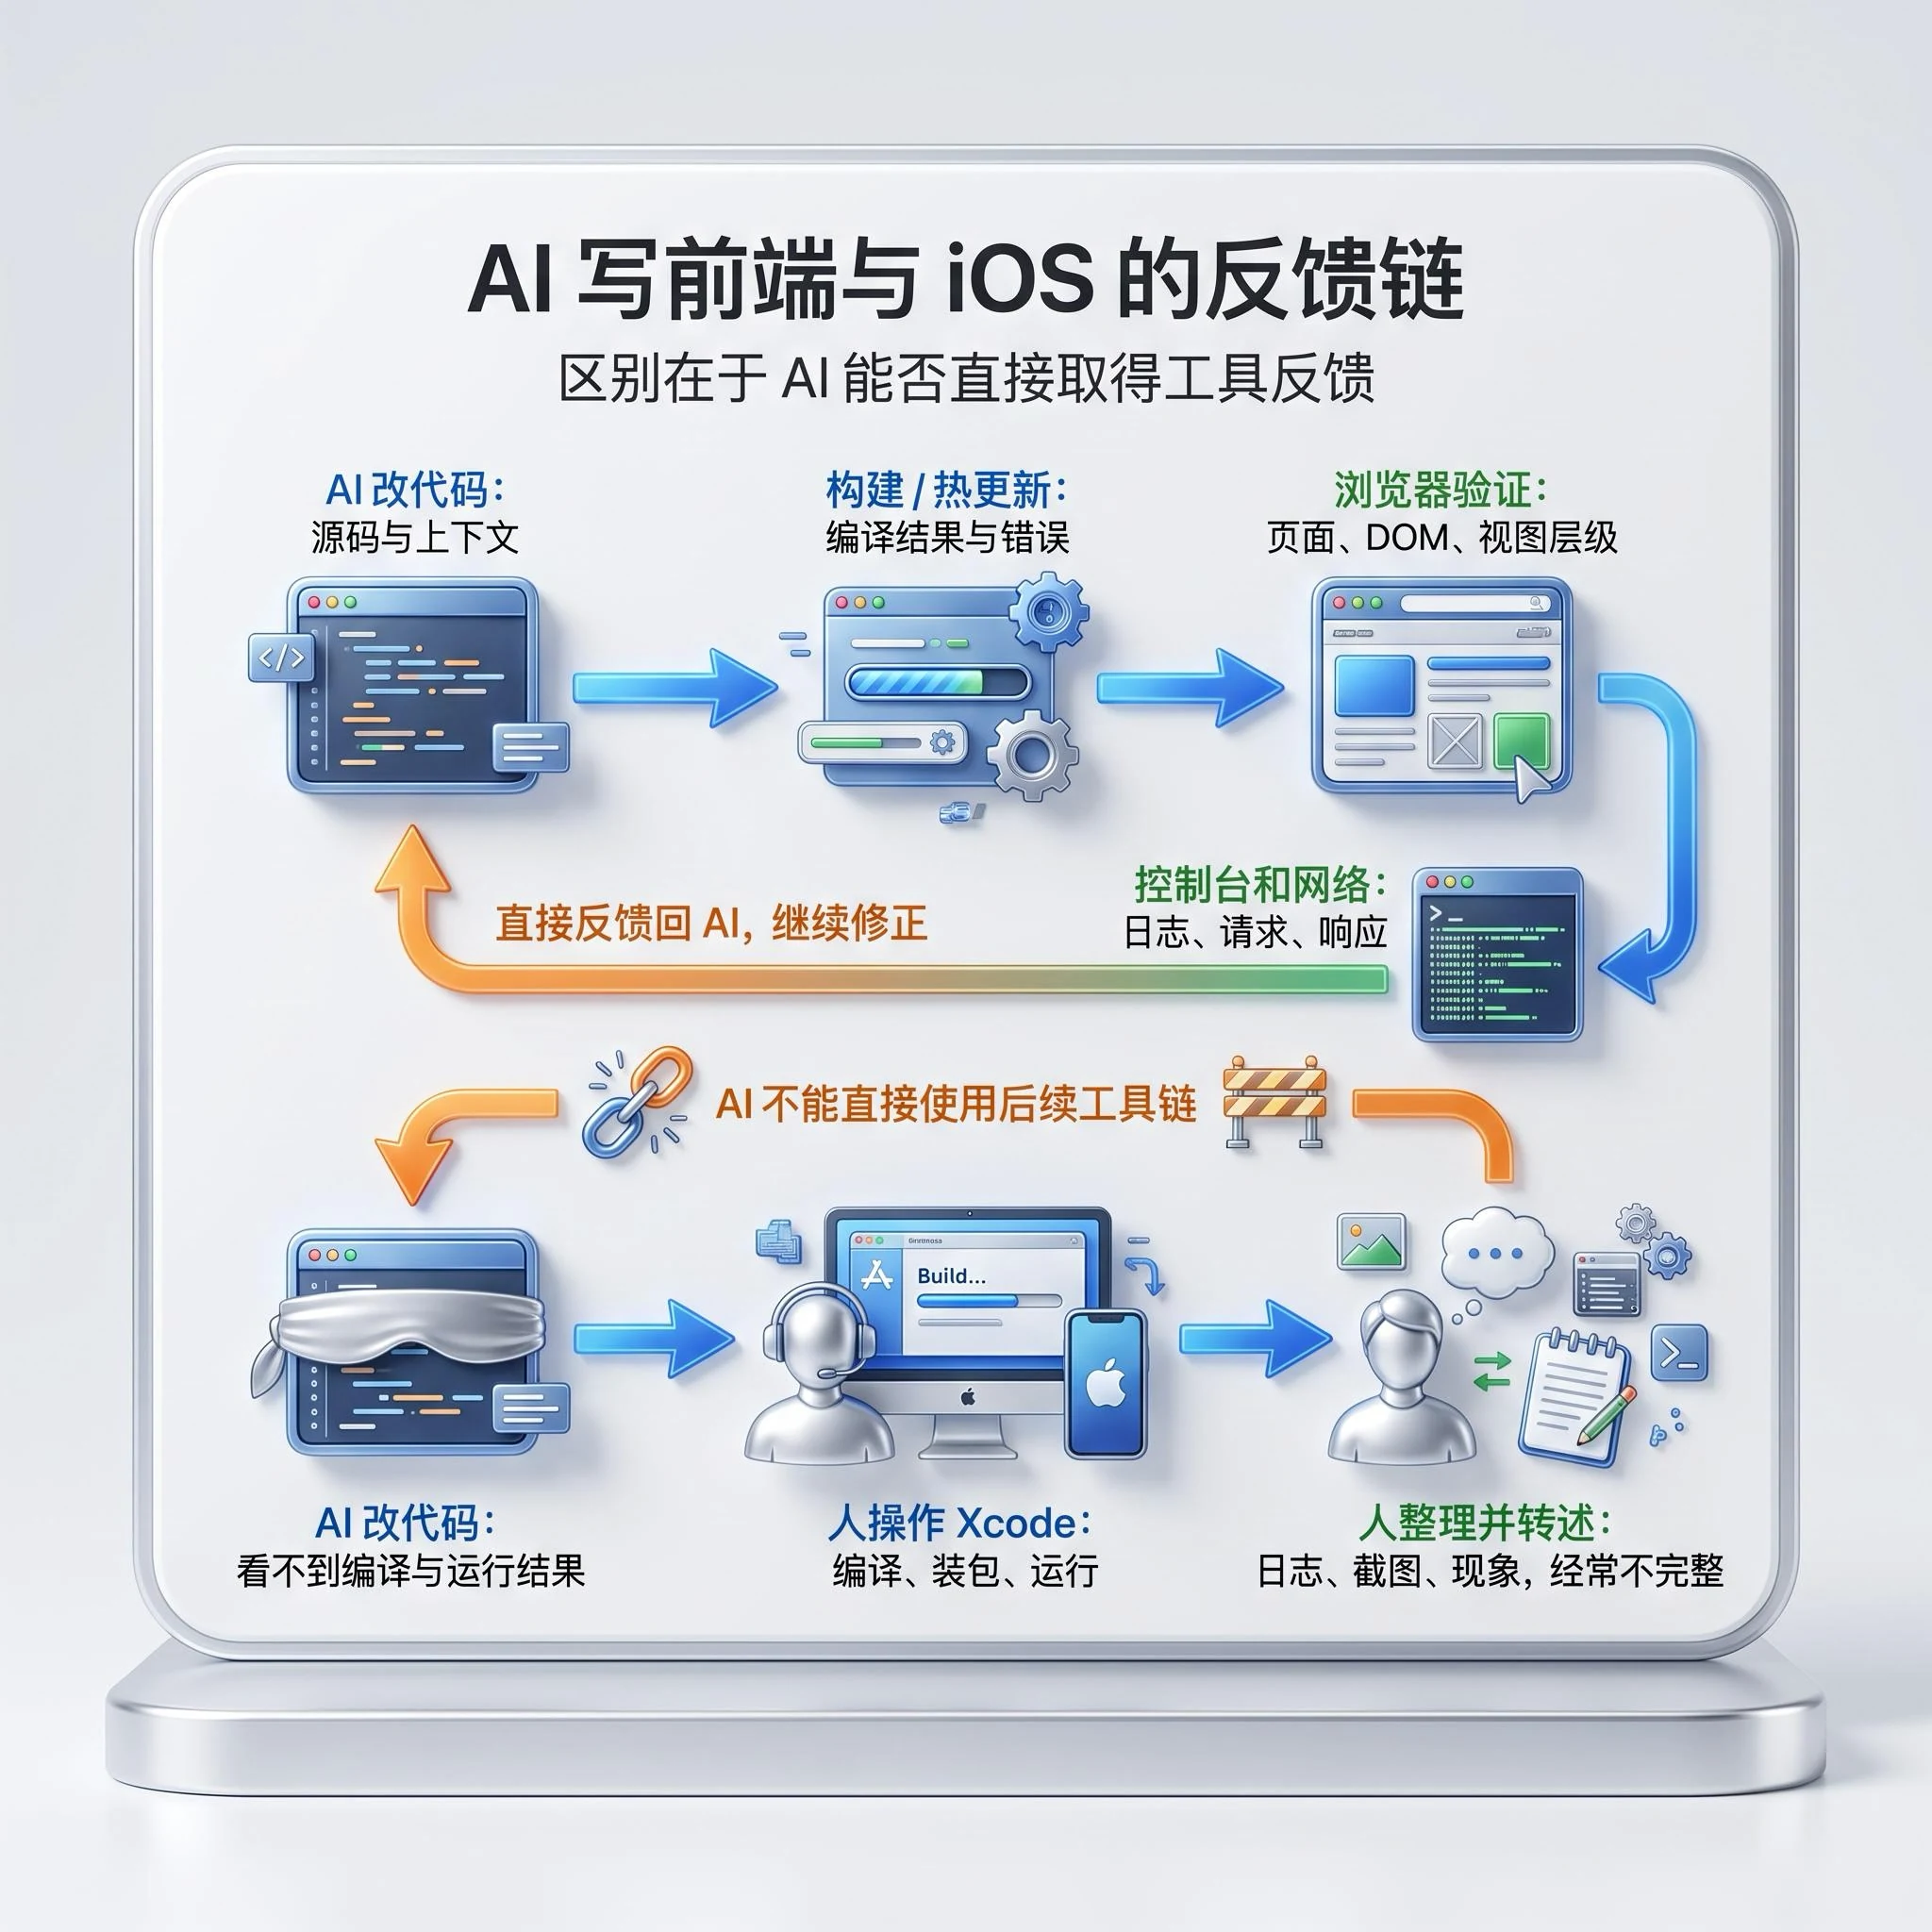 AI 写前端与 iOS 的反馈链
区别在于 AI 能否直接取得工具反馈
AI 改代码：
源码与上下文
构建 / 热更新：
编译结果与错误
浏览器验证：
页面、DOM、视图层级
</>
控制台和网络：
日志、请求、响应
>_
直接反馈回 AI，继续修正
AI 不能直接使用后续工具链
Build...
>_
AI 改代码：
看不到编译与运行结果
人操作 Xcode：
编译、装包、运行
人整理并转述：
日志、截图、现象，经常不完整